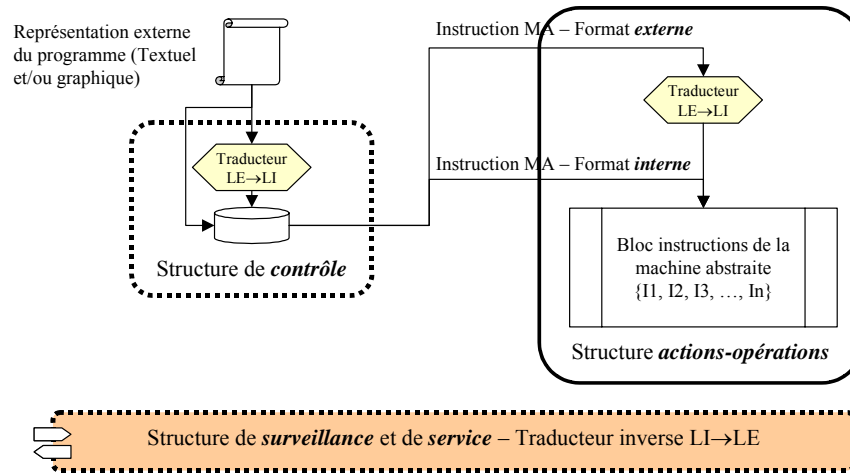 Représentation externe
du programme (Textuel
et/ou graphique)
Instruction MA – Format externe
Traducteur
LE→LI
Traducteur
LE→LI
Instruction MA – Format interne
Structure de contrôle
Bloc instructions de la
machine abstraite
{I1, I2, I3, …, In}
Structure actions-opérations
Structure de surveillance et de service – Traducteur inverse LI→LE